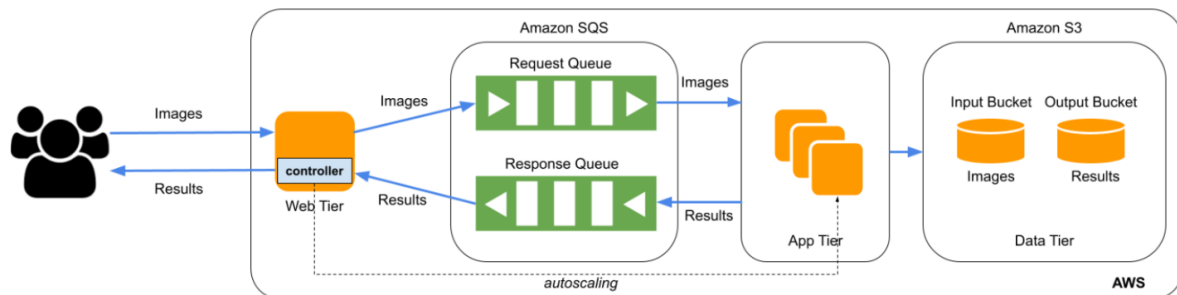 Amazon SQS
Amazon S3
Request Queue
Images
Images
Images
Input Bucket
Output Bucket
Response Queue
controller
Results
Results
Web Tier
Results
Images
Results
App Tier
Data Tier
autoscaling
AWS